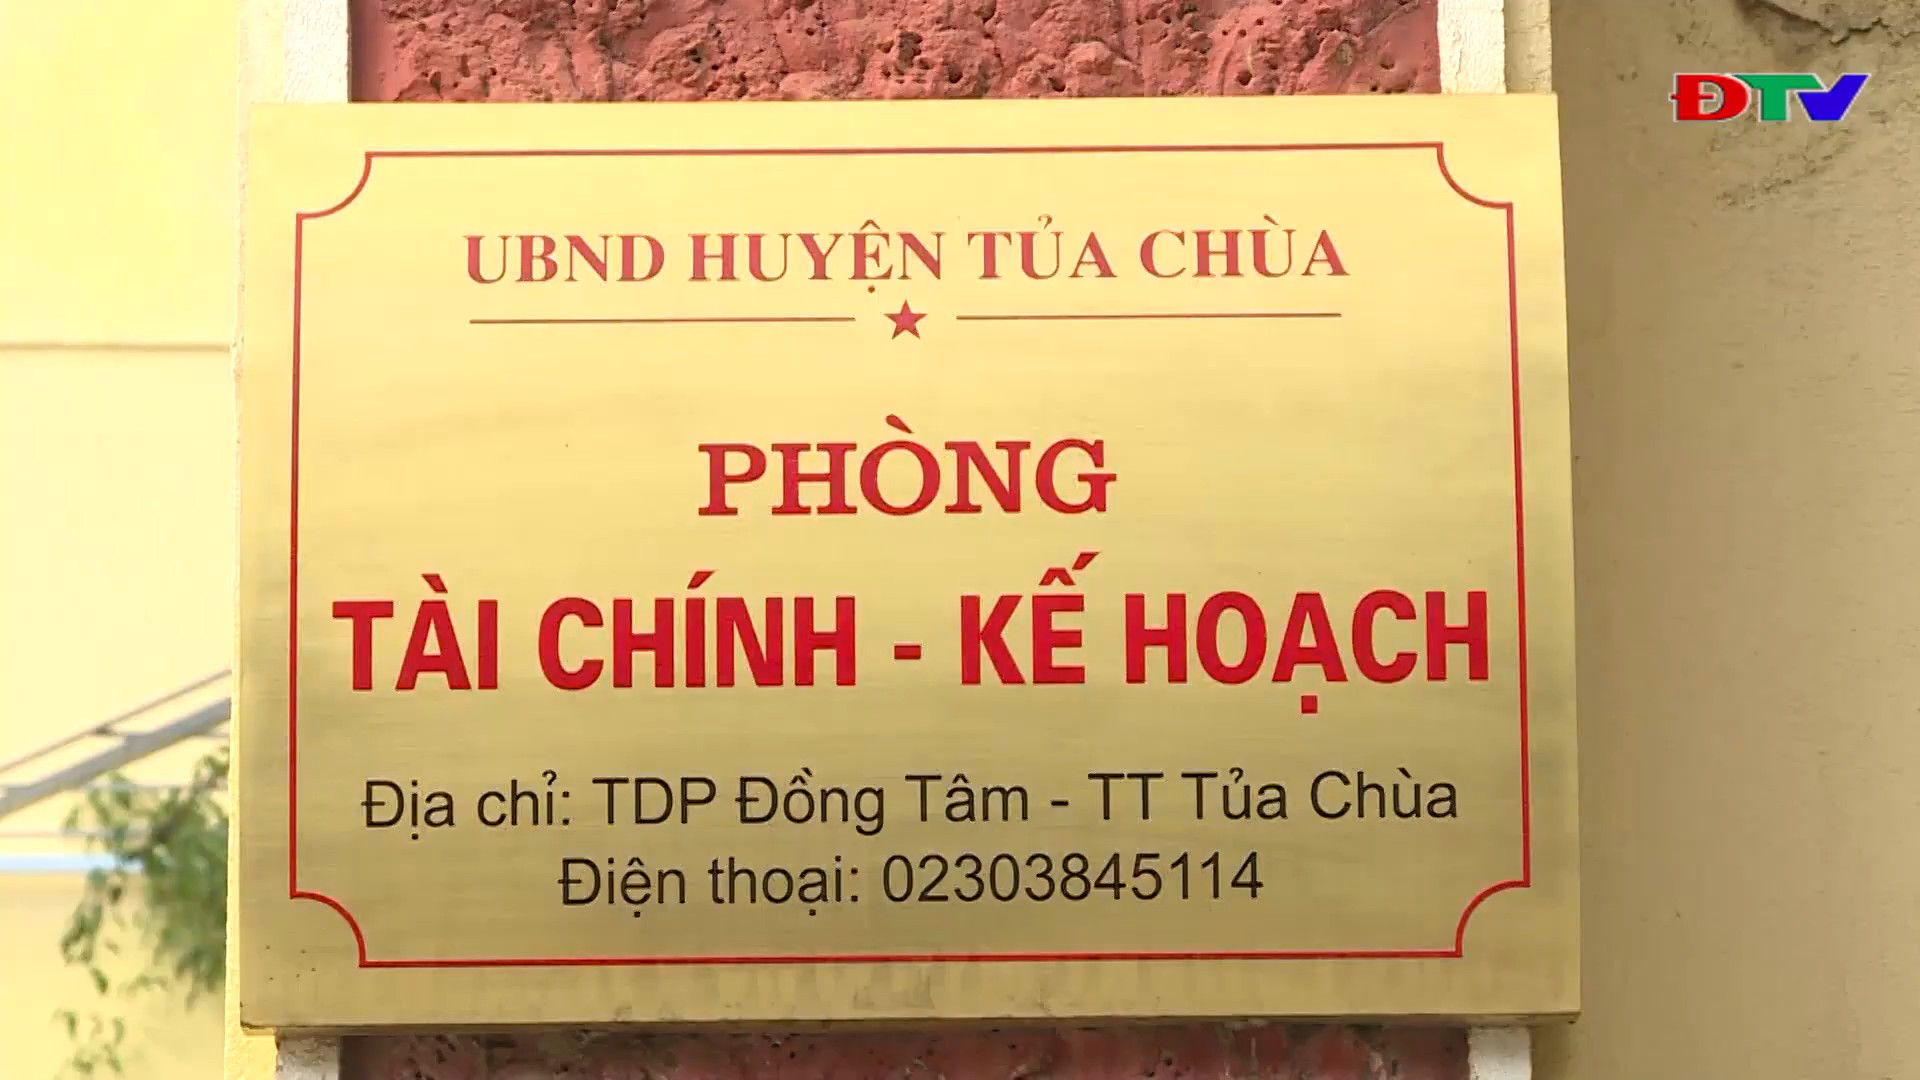 ĐTV
UBND HUYỆN TỦA CHÙA
PHÒNG
TÀI CHÍNH - KẾ HOẠCH
Địa chỉ: TDP Đồng Tâm - TT Tủa Chùa
Điện thoại: 02303845114